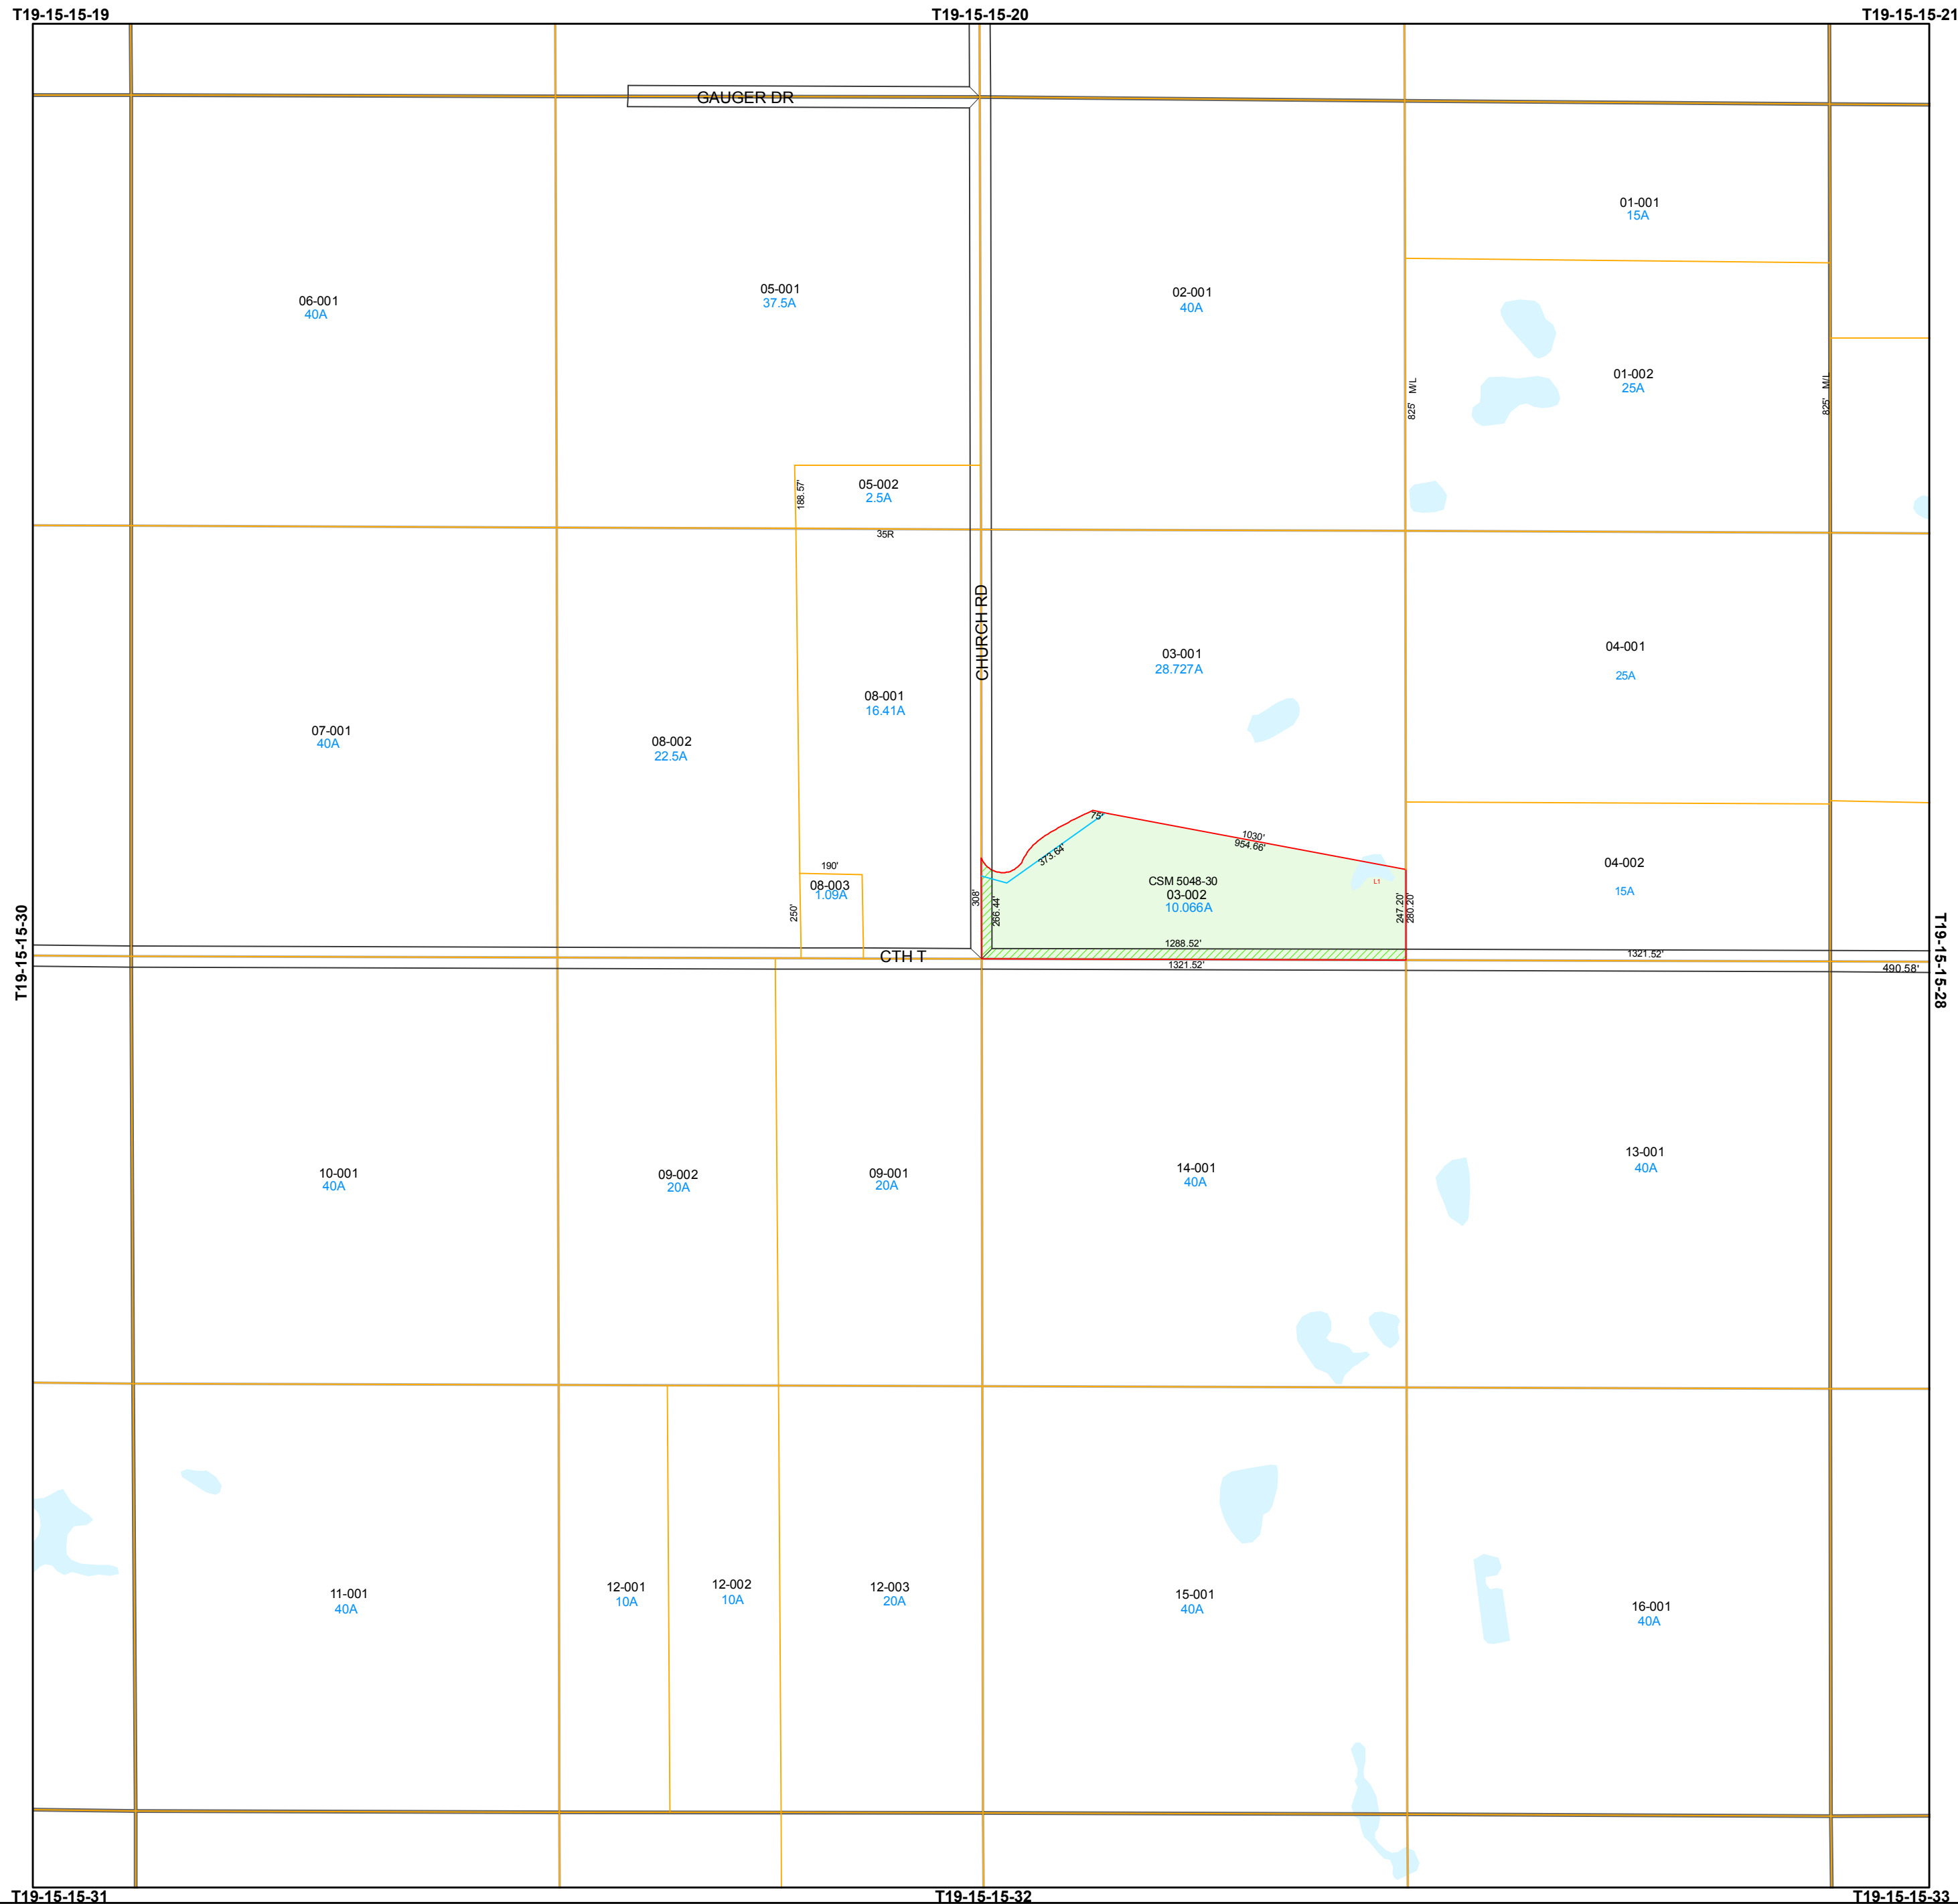 T19-15-15-19
T19-15-15-20
T19-15-15-21
GAUGER DR
01-001
15A
06-001
40A
05-001
37.5A
02-001
40A
01-002
25A
825' M/L
825' M/L
05-002
2.5A
188.57'
35R
CHURCH RD
03-001
28.727A
04-001
25A
08-001
16.41A
07-001
40A
08-002
22.5A
75'
1030'
954.66'
373.64'
190'
08-003
1.09A
250'
308'
266.44'
CSM 5048-30
03-002
10.066A
L1
247.20'
280.20'
04-002
15A
T19-15-15-30
T19-15-15-28
CTH T
1288.52'
1321.52'
1321.52'
490.58'
10-001
40A
09-002
20A
09-001
20A
14-001
40A
13-001
40A
11-001
40A
12-001
10A
12-002
10A
12-003
20A
15-001
40A
16-001
40A
T19-15-15-31
T19-15-15-32
T19-15-15-33